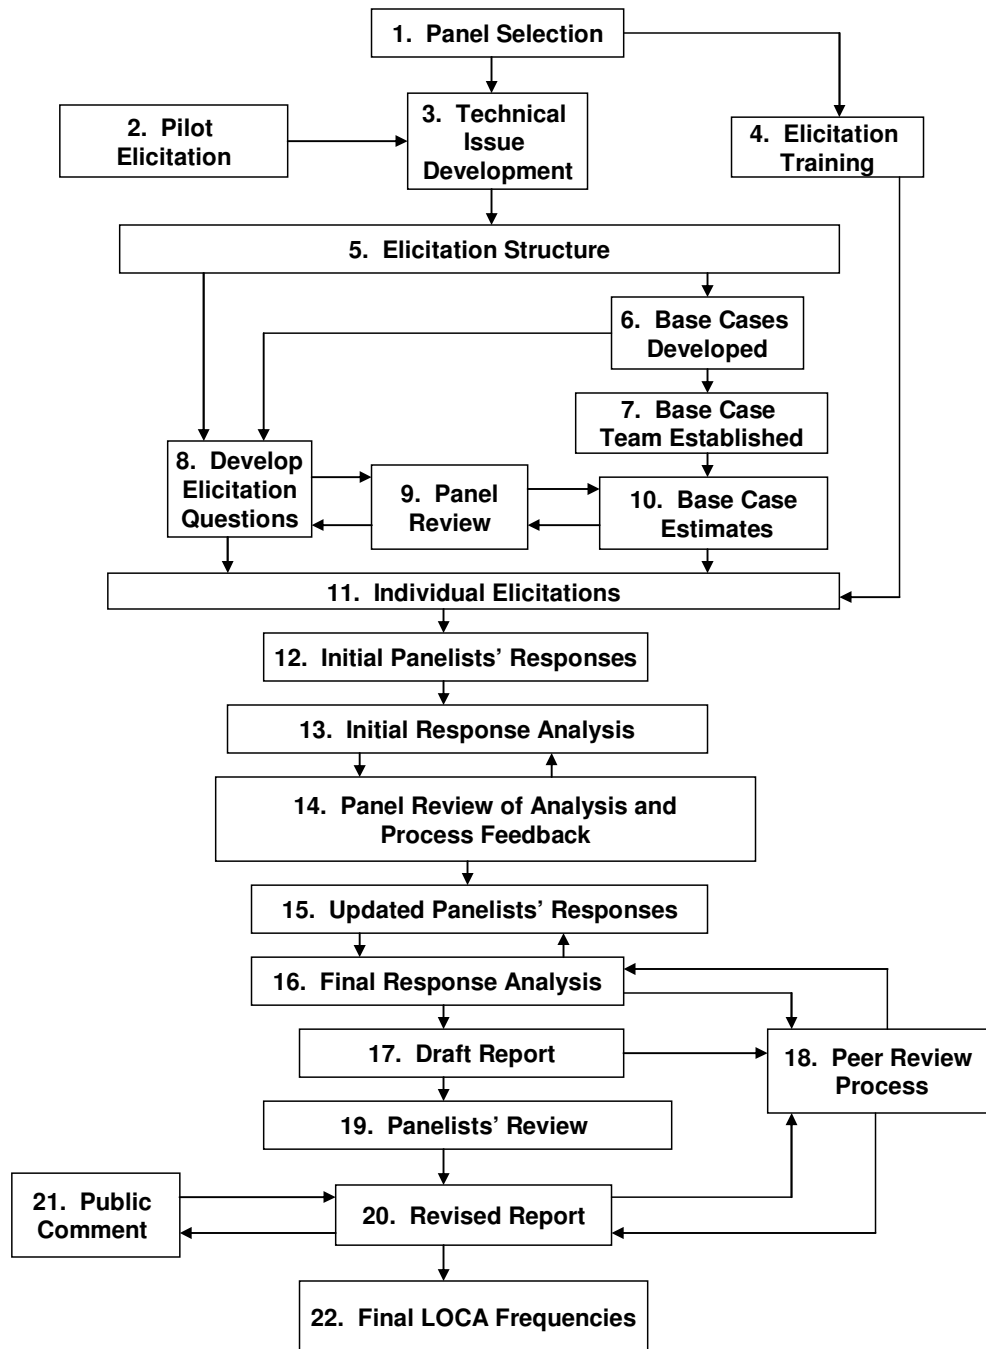 1. Panel Selection
2. Pilot
Elicitation
3. Technical
Issue
Development
4. Elicitation
Training
5. Elicitation Structure
6. Base Cases
Developed
7. Base Case
Team Established
8. Develop
Elicitation
Questions
9. Panel
Review
10. Base Case
Estimates
11. Individual Elicitations
12. Initial Panelists’ Responses
13. Initial Response Analysis
14. Panel Review of Analysis and
Process Feedback
15. Updated Panelists’ Responses
16. Final Response Analysis
17. Draft Report
18. Peer Review
Process
19. Panelists’ Review
20. Revised Report
21. Public
Comment
22. Final LOCA Frequencies